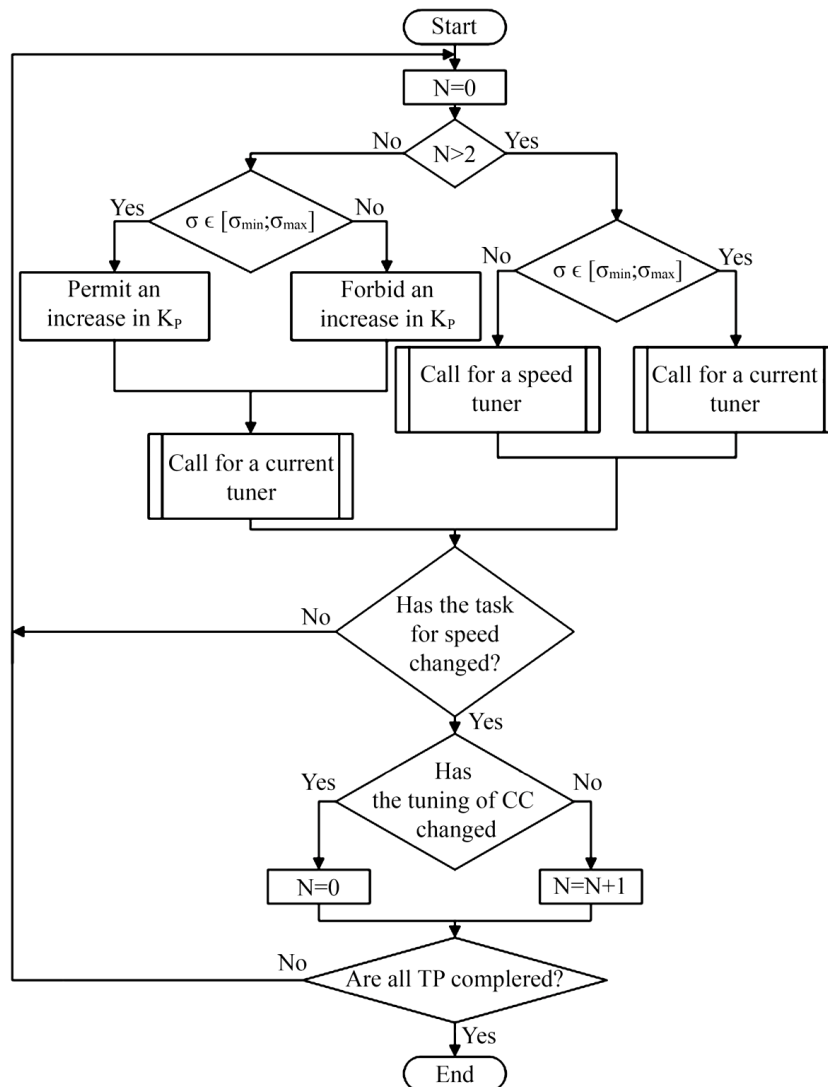 Start
N=0
No
N>2
Yes
Yes
σ ϵ [σmin;σmax]
No
No
σ ϵ [σmin;σmax]
Yes
Permit an
increase in KP
Forbid an
increase in KP
Call for a speed
tuner
Call for a current
tuner
Call for a current
tuner
No
Has the task
for speed
changed?
Yes
Yes
Has
the tuning of CC
changed
No
N=0
N=N+1
No
Are all TP complered?
Yes
End